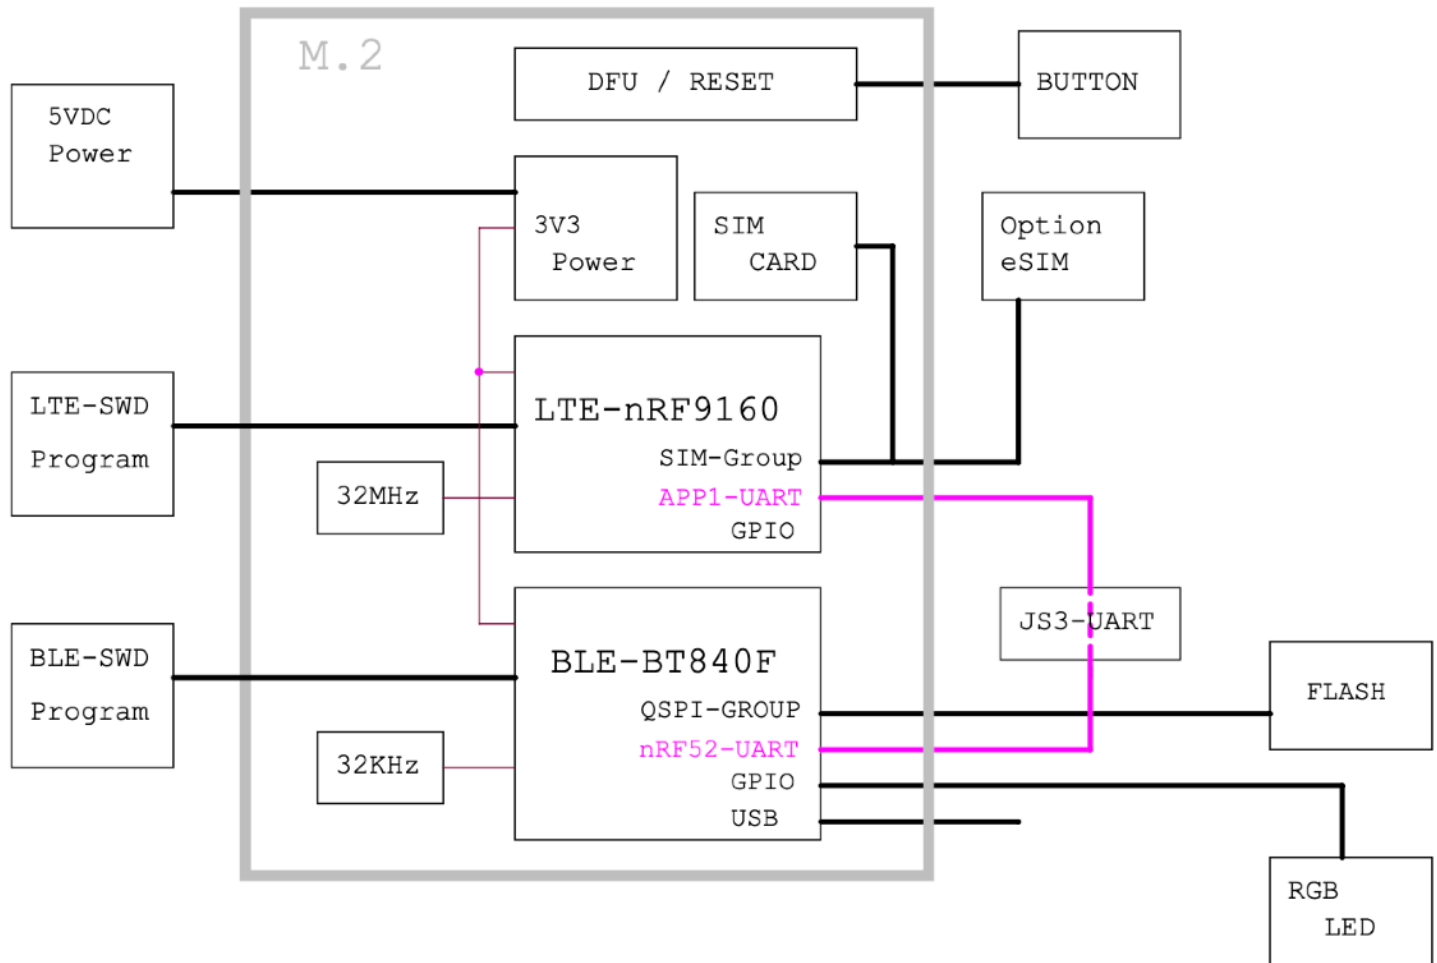 M.2
DFU / RESET
BUTTON
5VDC
Power
3V3
Power
SIM
CARD
Option
eSIM
LTE-SWD
Program
32MHz
LTE-nRF9160
SIM-Group
APP1-UART
GPIO
JS3-UART
BLE-SWD
Program
32KHz
BLE-BT840F
QSPI-GROUP
nRF52-UART
GPIO
USB
FLASH
RGB
LED